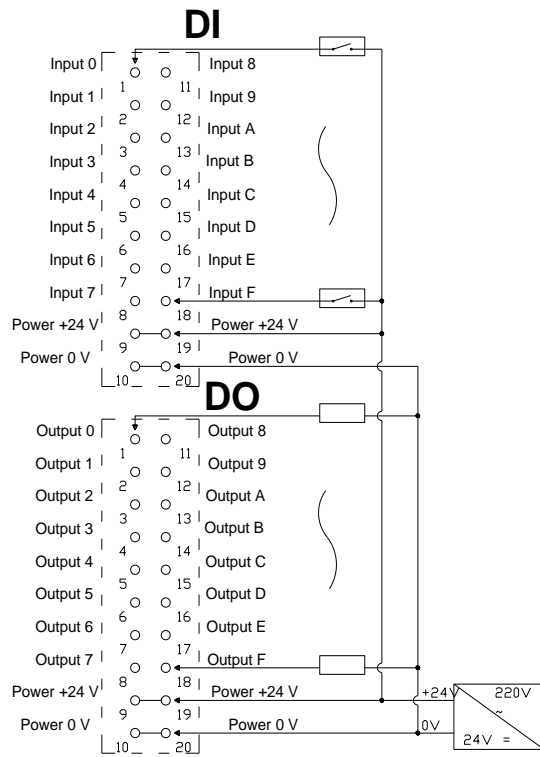 DI
Input 0 Input 8
1 11
Input 1 Input 9
2 12
Input 2 Input A
3 13
Input 3 Input B
4 14
Input 4 Input C
5 15
Input 5 Input D
6 16
Input 6 Input E
7 17
Input 7 Input F
8 18
Power +24 V Power +24 V
9 19
Power 0 V Power 0 V
10 20
DO
Output 0 Output 8
1 11
Output 1 Output 9
2 12
Output 2 Output A
3 13
Output 3 Output B
4 14
Output 4 Output C
5 15
Output 5 Output D
6 16
Output 6 Output E
7 17
Output 7 Output F
8 18
Power +24 V Power +24 V +24V 220V
~
9 19
Power 0 V Power 0 V 0V
24V =
10 20